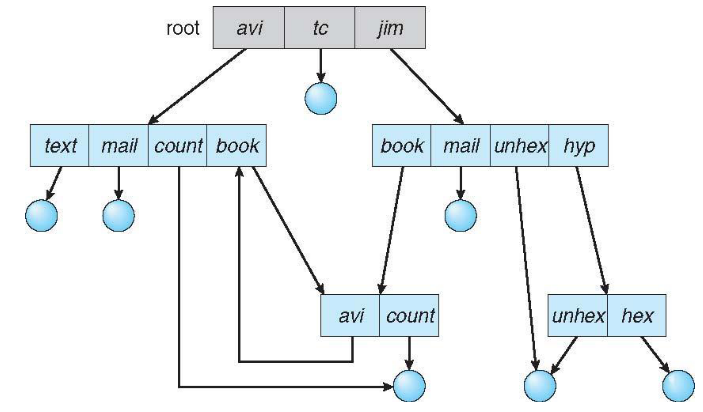 root avi tc jim
text mail count book book mail unhex hyp
avi count unhex hex